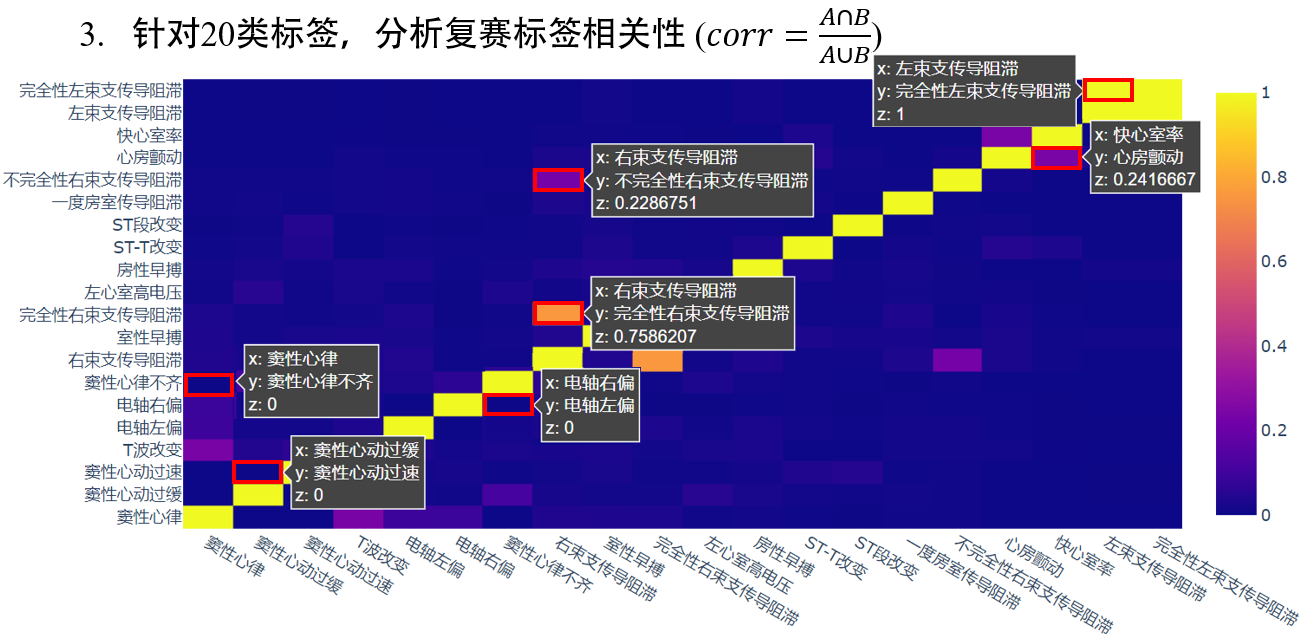 3. 针对20类标签，分析复赛标签相关性 (corr = A∩B / A∪B)
完全性左束支传导阻滞
左束支传导阻滞
快心室率
心房颤动
不完全性右束支传导阻滞
一度房室传导阻滞
ST段改变
ST-T改变
房性早搏
左心室高电压
完全性右束支传导阻滞
室性早搏
右束支传导阻滞
窦性心律不齐
电轴右偏
电轴左偏
T波改变
窦性心动过速
窦性心动过缓
窦性心律
x: 左束支传导阻滞
y: 完全性左束支传导阻滞
z: 1
x: 快心室率
y: 心房颤动
z: 0.2416667
x: 右束支传导阻滞
y: 不完全性右束支传导阻滞
z: 0.2286751
x: 右束支传导阻滞
y: 完全性右束支传导阻滞
z: 0.7586207
x: 窦性心律
y: 窦性心律不齐
z: 0
x: 电轴右偏
y: 电轴左偏
z: 0
x: 窦性心动过缓
y: 窦性心动过速
z: 0
1
0.8
0.6
0.4
0.2
0
窦性心律
窦性心动过缓
窦性心动过速
T波改变
电轴左偏
电轴右偏
窦性心律不齐
右束支传导阻滞
室性早搏
完全性右束支传导阻滞
左心室高电压
房性早搏
ST-T改变
ST段改变
一度房室传导阻滞
不完全性右束支传导阻滞
心房颤动
快心室率
左束支传导阻滞
完全性左束支传导阻滞